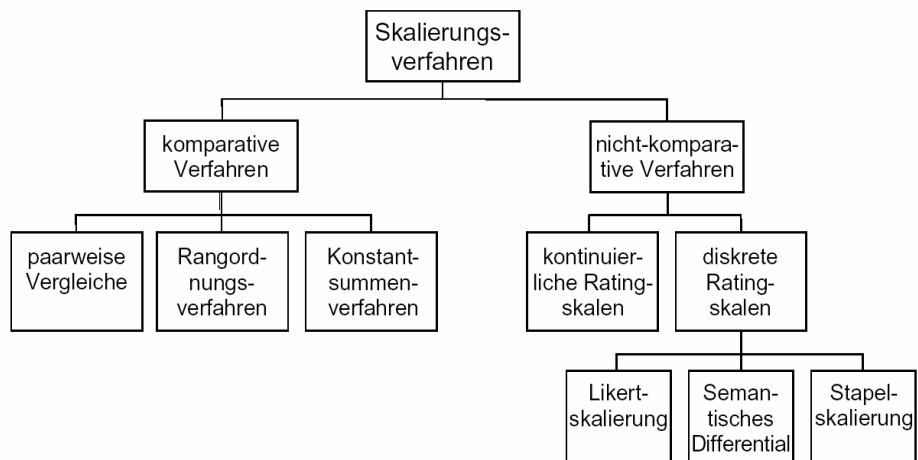 Skalierungs-
verfahren
komparative
Verfahren
nicht-kompara-
tive Verfahren
paarweise
Vergleiche
Rangord-
nungs-
verfahren
Konstant-
summen-
verfahren
kontinuier-
liche Rating-
skalen
diskrete
Rating-
skalen
Likert-
skalierung
Seman-
tisches
Differential
Stapel-
skalierung